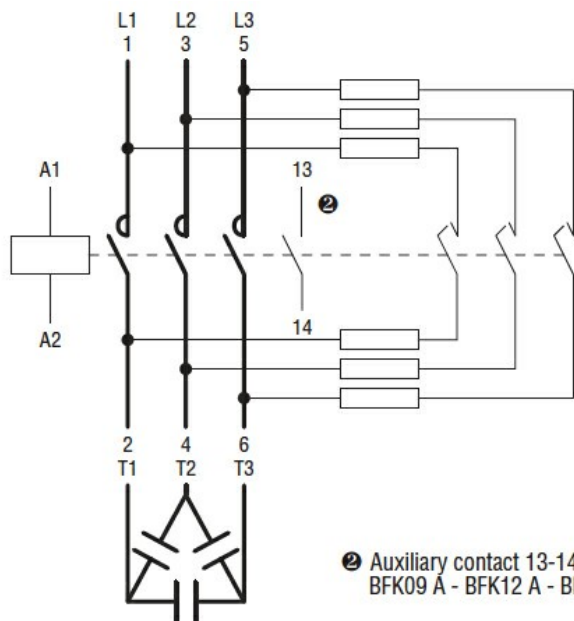 L1 L2 L3
1 3 5
A1
13
❷
A2
14
2 4 6
T1 T2 T3
❷ Auxiliary contact 13-14
BFK09 A - BFK12 A -